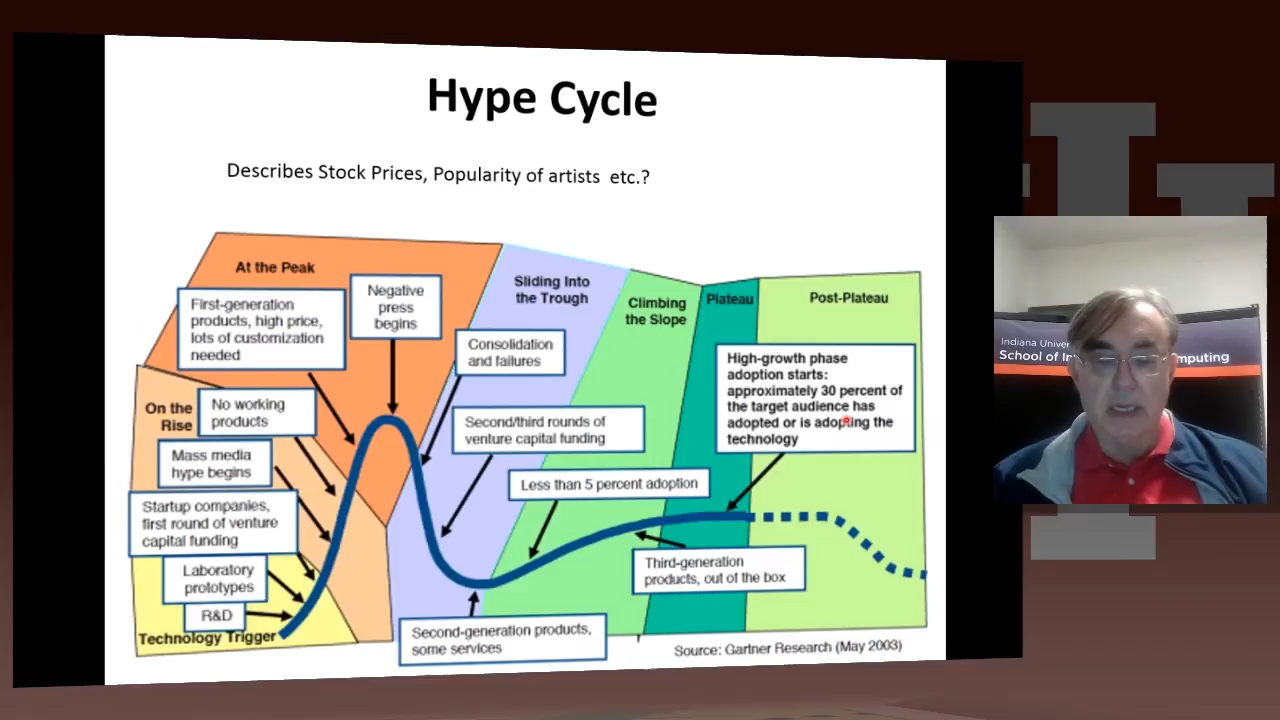 Hype Cycle
Describes Stock Prices, Popularity of artists etc.?
At the Peak
First-generation
products, high price,
lots of customization
needed
Negative
press
begins
Sliding Into
the Trough
Climbing
the Slope
Plateau
Post-Plateau
Consolidation
and failures
High-growth phase
adoption starts:
approximately 30 percent of
the target audience has
adopted or is adopting the
technology
On the
Rise
No working
products
Second/third rounds of
venture capital funding
Mass media
hype begins
Less than 5 percent adoption
Startup companies,
first round of venture
capital funding
Laboratory
prototypes
Third-generation
products, out of the box
R&D
Technology Trigger
Second-generation products,
some services
Source: Gartner Research (May 2003)
Indiana
School of
omputing